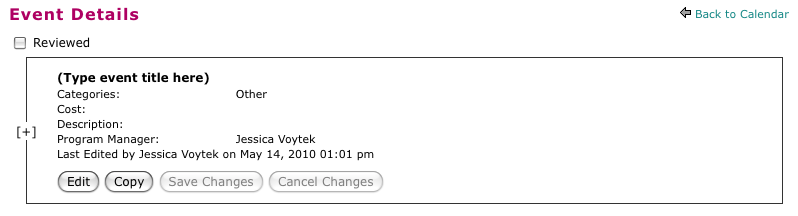 Event Details
Back to Calendar
Reviewed
(Type event title here)
Categories: Other
Cost:
Description:
[+]
Program Manager: Jessica Voytek
Last Edited by Jessica Voytek on May 14, 2010 01:01 pm
Edit Copy Save Changes Cancel Changes